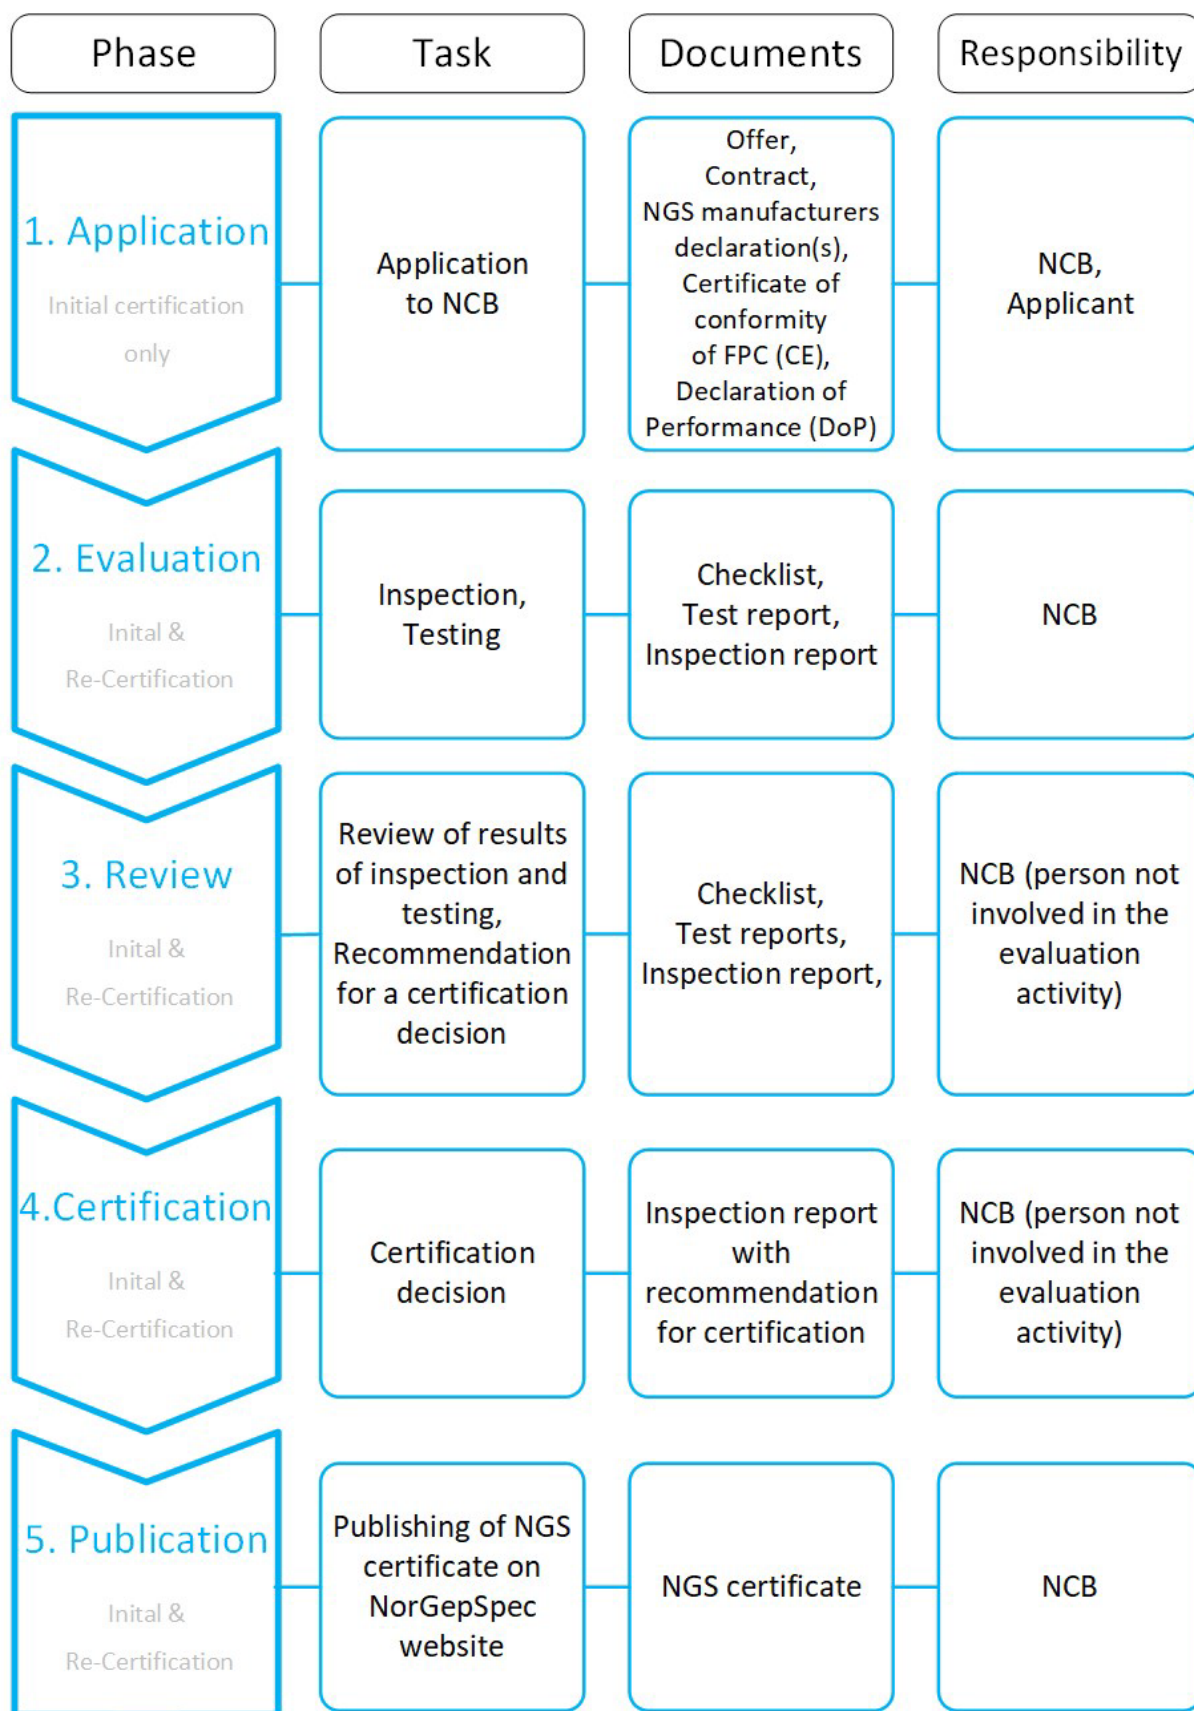 Phase
Task
Documents
Responsibility
1. Application
Initial certification
only
Application
to NCB
Offer,
Contract,
NGS manufacturers
declaration(s),
Certificate of
conformity
of FPC (CE),
Declaration of
Performance (DoP)
NCB,
Applicant
2. Evaluation
Inital &
Re-Certification
Inspection,
Testing
Checklist,
Test report,
Inspection report
NCB
3. Review
Inital &
Re-Certification
Review of results
of inspection and
testing,
Recommendation
for a certification
decision
Checklist,
Test reports,
Inspection report,
NCB (person not
involved in the
evaluation
activity)
4.Certification
Inital &
Re-Certification
Certification
decision
Inspection report
with
recommendation
for certification
NCB (person not
involved in the
evaluation
activity)
5. Publication
Inital &
Re-Certification
Publishing of NGS
certificate on
NorGepSpec
website
NGS certificate
NCB